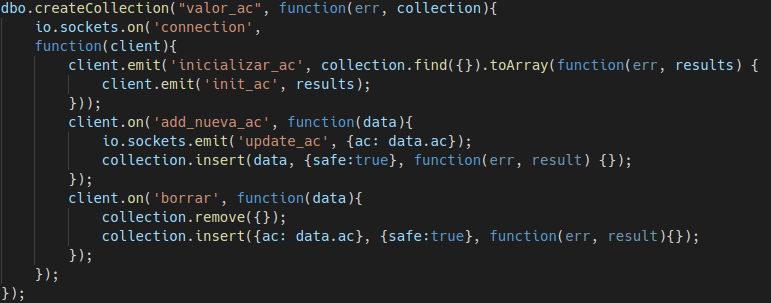 dbo.createCollection("valor_ac", function(err, collection){
    io.sockets.on('connection',
    function(client){
        client.emit('inicializar_ac', collection.find({}).toArray(function(err, results) {
            client.emit('init_ac', results);
        }));
        client.on('add_nueva_ac', function(data){
            io.sockets.emit('update_ac', {ac: data.ac});
            collection.insert(data, {safe:true}, function(err, result) {});
        });
        client.on('borrar', function(data){
            collection.remove({});
            collection.insert({ac: data.ac}, {safe:true}, function(err, result){});
        });
    });
});